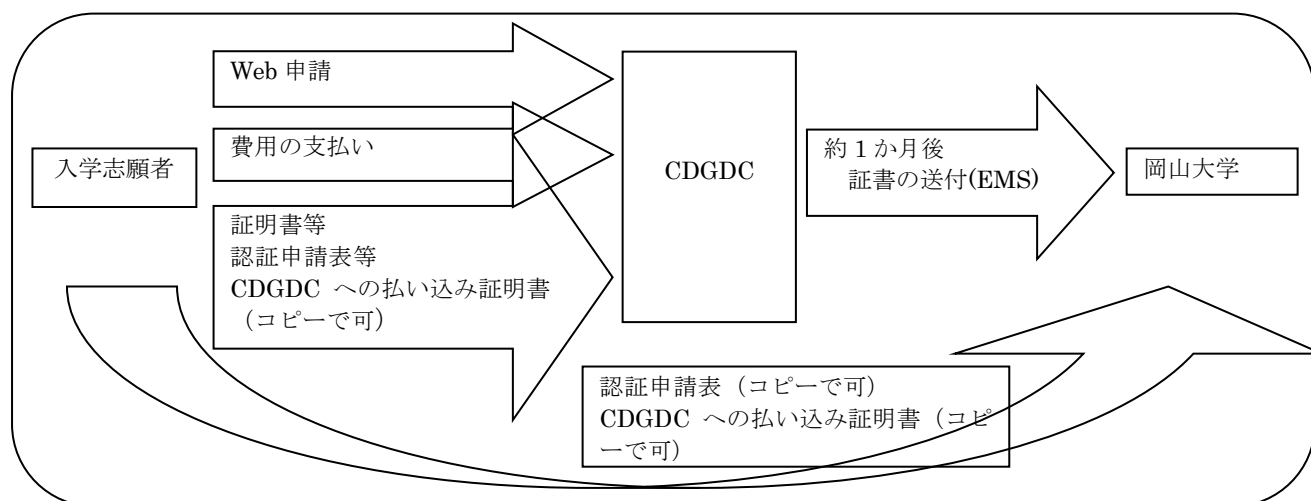 Web 申請
費用の支払い
入学志願者
証明書等
認証申請表等
CDGDC への払い込み証明書
（コピーで可）
CDGDC
約 1 か月後
証書の送付(EMS)
岡山大学
認証申請表（コピーで可）
CDGDC への払い込み証明書（コピ
ーで可）